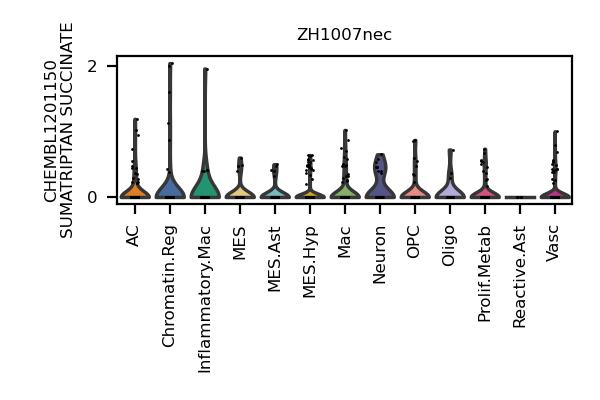 ZH1007nec
CHEMBL1201150
SUMATRIPTAN SUCCINATE
2
0
AC
Chromatin.Reg
Inflammatory.Mac
MES
MES.Ast
MES.Hyp
Mac
Neuron
OPC
Oligo
Prolif.Metab
Reactive.Ast
Vasc